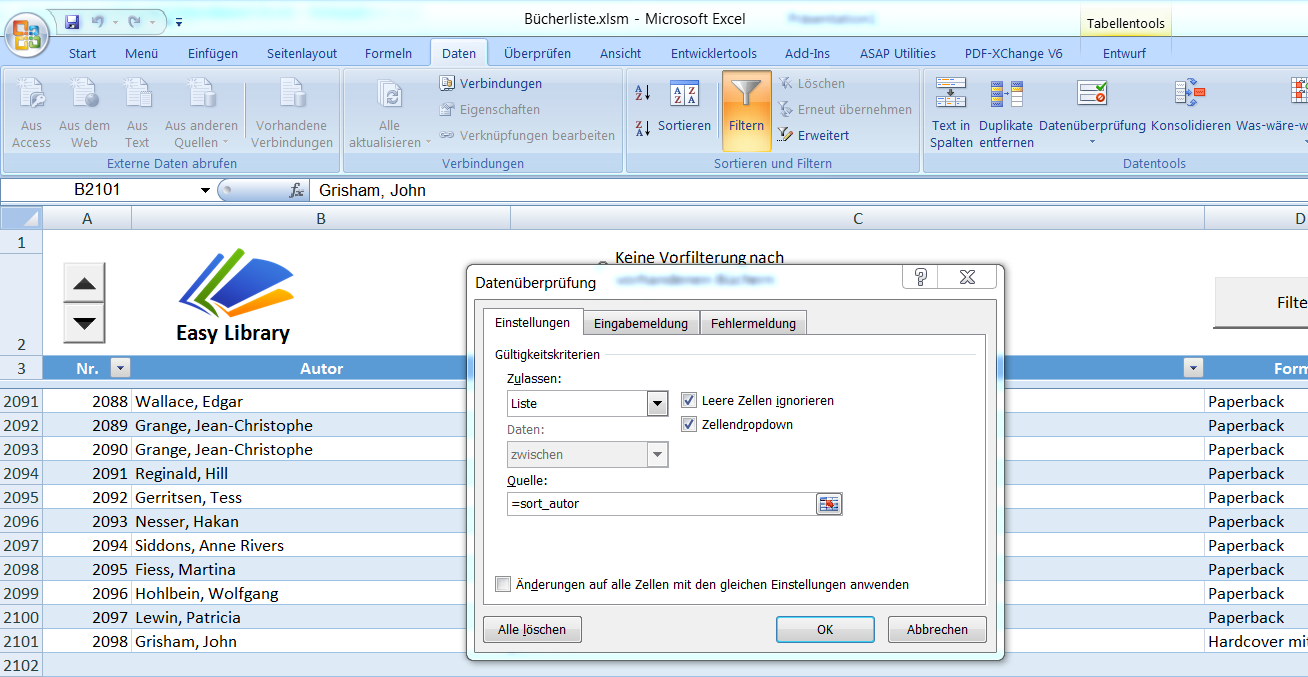 Bücherliste.xlsm - Microsoft Excel
Tabellentools
Start Menü Einfügen Seitenlayout Formeln Daten Überprüfen Ansicht Entwicklertools Add-Ins ASAP Utilities PDF-XChange V6 Entwurf
Aus Access
Aus dem Web
Aus Text
Aus anderen Quellen
Vorhandene Verbindungen
Externe Daten abrufen
Alle aktualisieren
Verbindungen
Eigenschaften
Verknüpfungen bearbeiten
Verbindungen
A Z
Z A
A Z Z A
Sortieren
Filtern
Löschen
Erneut übernehmen
Erweitert
Sortieren und Filtern
Text in Spalten
Duplikate entfernen
Datenüberprüfung
Konsolidieren
Was-wäre-w
Datentools
B2101 fx Grisham, John
A B C D
1
2
Easy Library
Keine Vorfilterung nach
vorhandenen Büchern
Filte
3 Nr. Autor Form
2091 2088 Wallace, Edgar Paperback
2092 2089 Grange, Jean-Christophe Paperback
2093 2090 Grange, Jean-Christophe Paperback
2094 2091 Reginald, Hill Paperback
2095 2092 Gerritsen, Tess Paperback
2096 2093 Nesser, Hakan Paperback
2097 2094 Siddons, Anne Rivers Paperback
2098 2095 Fiess, Martina Paperback
2099 2096 Hohlbein, Wolfgang Paperback
2100 2097 Lewin, Patricia Paperback
2101 2098 Grisham, John Hardcover mit
2102
Datenüberprüfung ? X
Einstellungen Eingabemeldung Fehlermeldung
Gültigkeitskriterien
Zulassen:
Liste
Leere Zellen ignorieren
Zellendropdown
Daten:
zwischen
Quelle:
=sort_autor
Änderungen auf alle Zellen mit den gleichen Einstellungen anwenden
Alle löschen OK Abbrechen